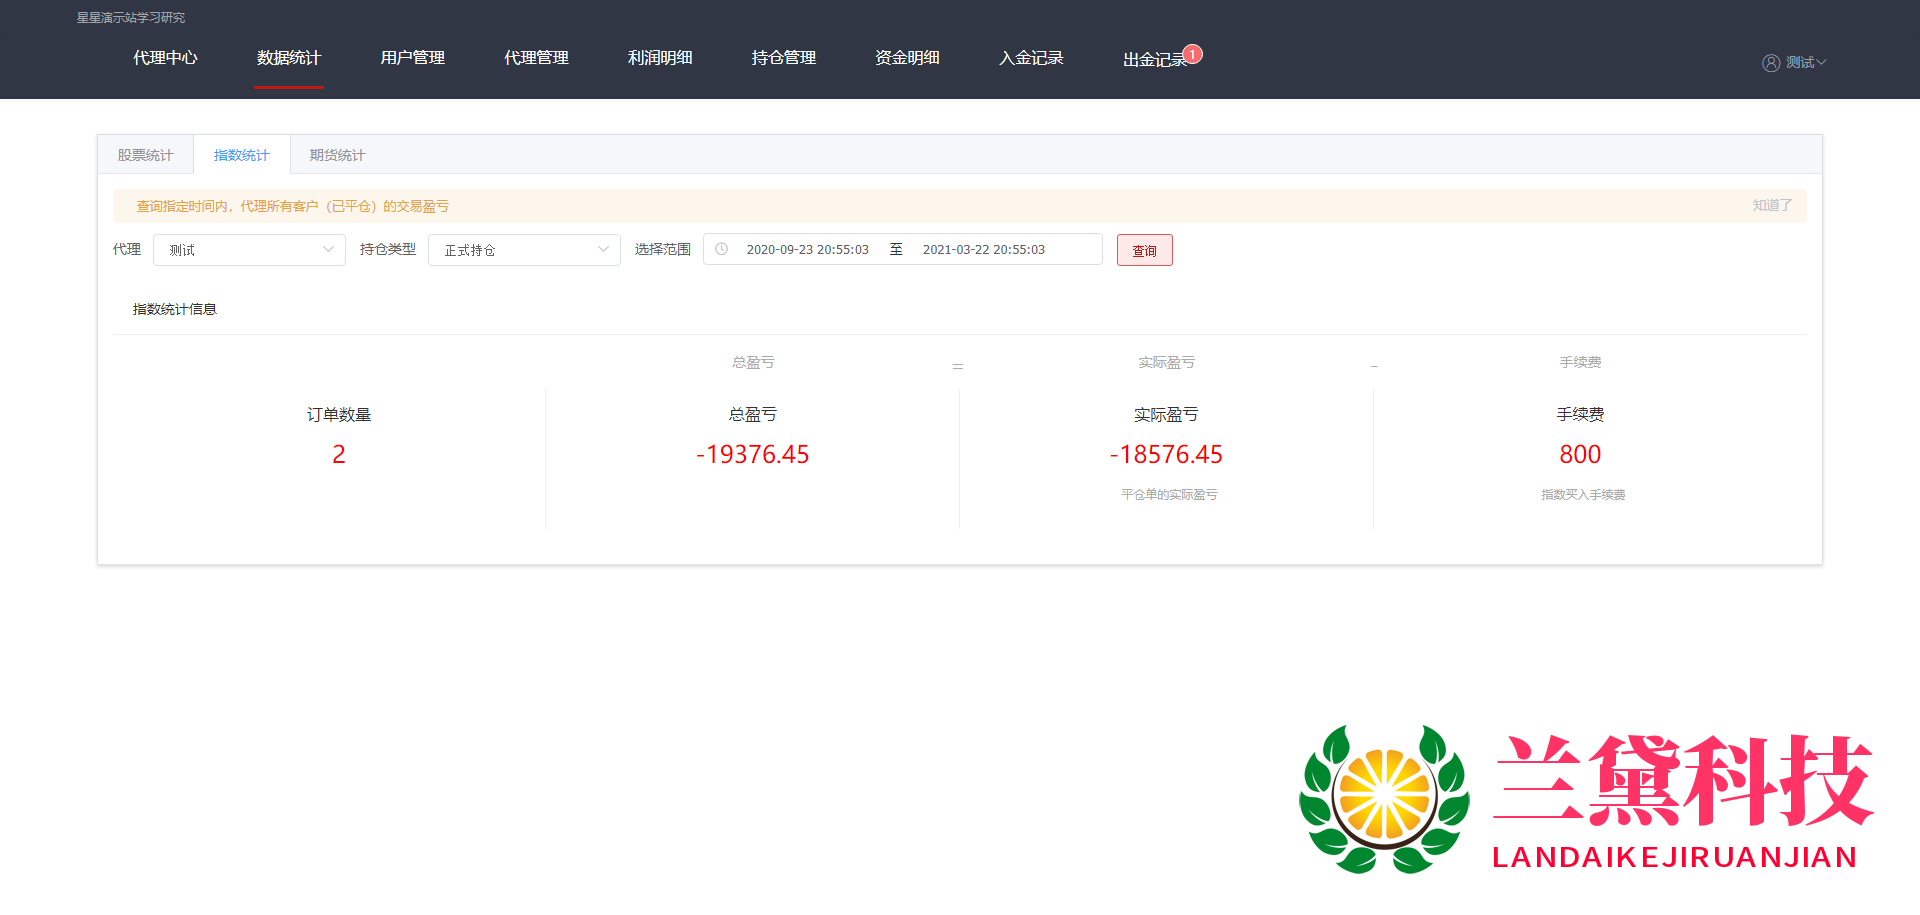 星星演示站学习研究
代理中心 数据统计 用户管理 代理管理 利润明细 持仓管理 资金明细 入金记录 出金记录 1 测试
股票统计 指数统计 期货统计
查询指定时间内，代理所有客户（已平仓）的交易盈亏 知道了
代理 测试 持仓类型 正式持仓 选择范围 2020-09-23 20:55:03 至 2021-03-22 20:55:03 查询
指数统计信息
总盈亏 = 实际盈亏 - 手续费
订单数量 总盈亏 实际盈亏 手续费
2 -19376.45 -18576.45 800
平仓单的实际盈亏 指数买入手续费
兰黛科技
LANDAIKEJIRUANJIAN